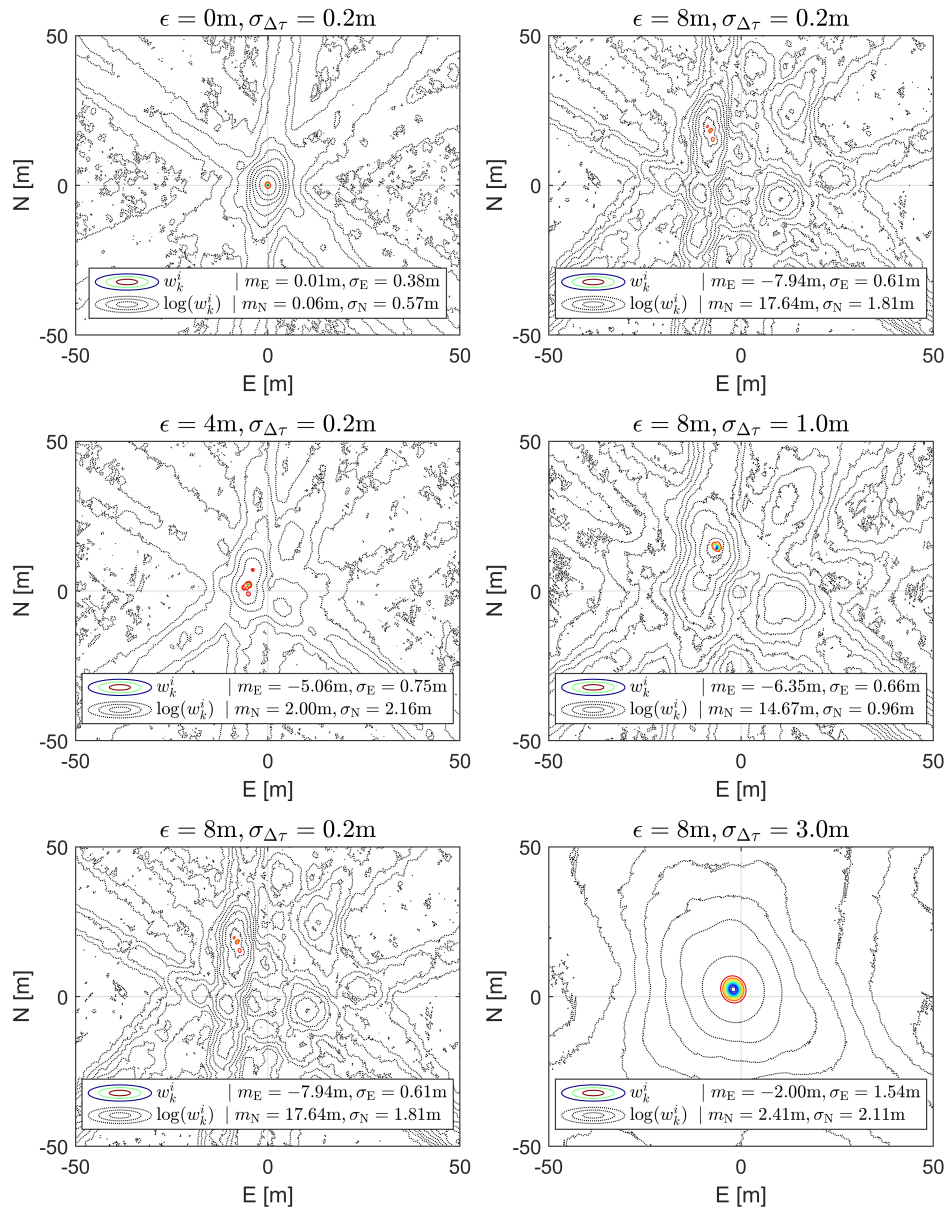 ϵ = 0m, σ_Δτ = 0.2m
50
0
-50
N [m]
w_k^i | m_E = 0.01m, σ_E = 0.38m
log(w_k^i) | m_N = 0.06m, σ_N = 0.57m
-50 0 50
E [m]
ϵ = 8m, σ_Δτ = 0.2m
50
0
-50
N [m]
w_k^i | m_E = −7.94m, σ_E = 0.61m
log(w_k^i) | m_N = 17.64m, σ_N = 1.81m
-50 0 50
E [m]
ϵ = 4m, σ_Δτ = 0.2m
50
0
-50
N [m]
w_k^i | m_E = −5.06m, σ_E = 0.75m
log(w_k^i) | m_N = 2.00m, σ_N = 2.16m
-50 0 50
E [m]
ϵ = 8m, σ_Δτ = 1.0m
50
0
-50
N [m]
w_k^i | m_E = −6.35m, σ_E = 0.66m
log(w_k^i) | m_N = 14.67m, σ_N = 0.96m
-50 0 50
E [m]
ϵ = 8m, σ_Δτ = 0.2m
50
0
-50
N [m]
w_k^i | m_E = −7.94m, σ_E = 0.61m
log(w_k^i) | m_N = 17.64m, σ_N = 1.81m
-50 0 50
E [m]
ϵ = 8m, σ_Δτ = 3.0m
50
0
-50
N [m]
w_k^i | m_E = −2.00m, σ_E = 1.54m
log(w_k^i) | m_N = 2.41m, σ_N = 2.11m
-50 0 50
E [m]